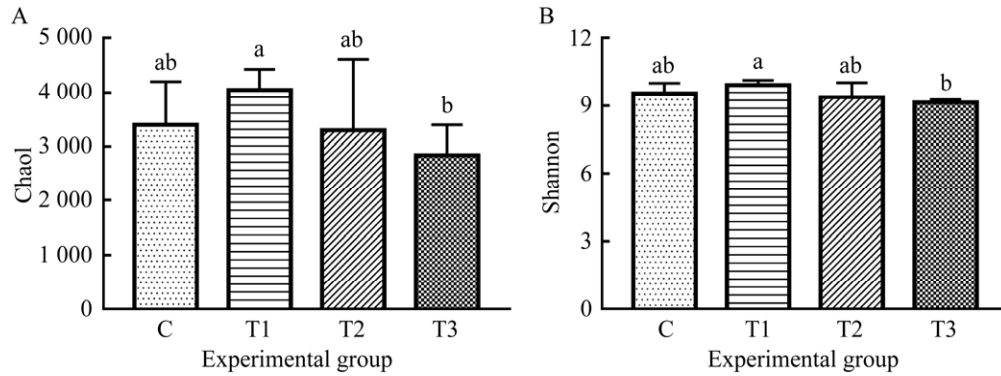 A
Chaol
5 000
4 000
3 000
2 000
1 000
0
ab
a
ab
b
C T1 T2 T3
Experimental group
B
Shannon
12
9
6
3
0
ab
a
ab
b
C T1 T2 T3
Experimental group